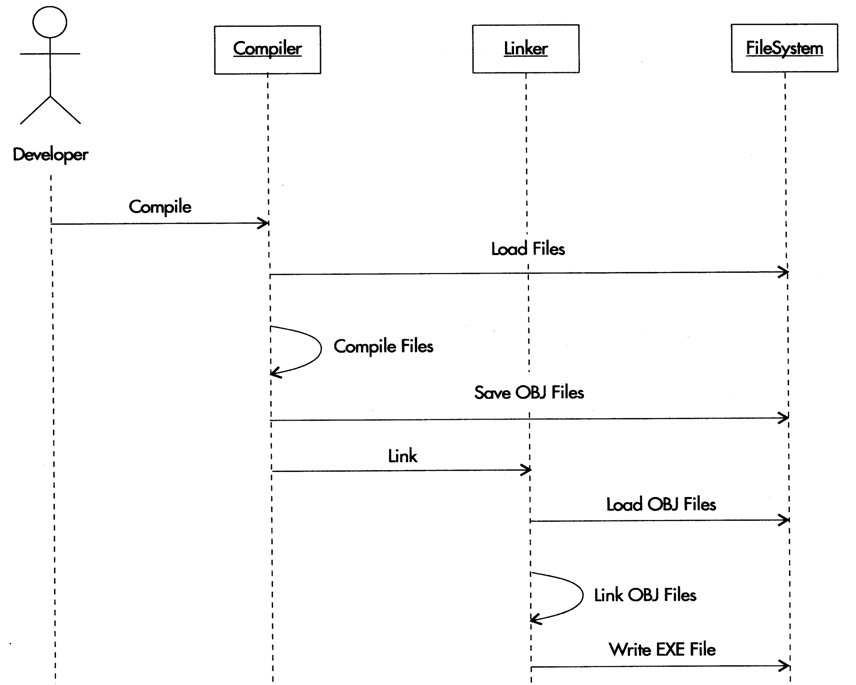 Compiler
Linker
FileSystem
Developer
Compile
Load Files
Compile Files
Save OBJ Files
Link
Load OBJ Files
Link OBJ Files
Write EXE File